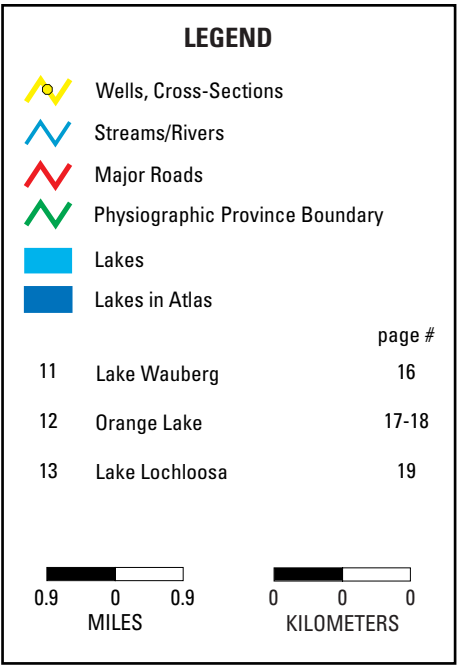 LEGEND
Wells, Cross-Sections
Streams/Rivers
Major Roads
Physiographic Province Boundary
Lakes
Lakes in Atlas
page #
11 Lake Wauberg 16
12 Orange Lake 17-18
13 Lake Lochloosa 19
0.9 0 0.9 0 0 0
MILES KILOMETERS